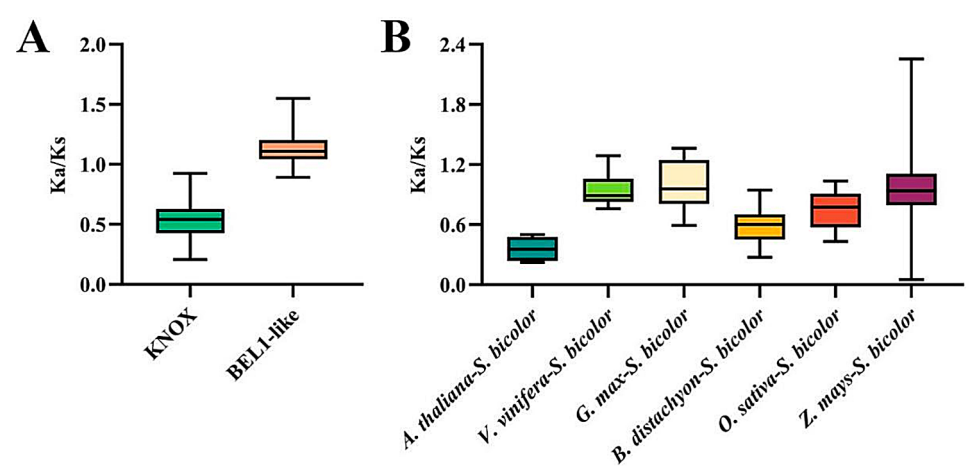 A
Ka/Ks
2.0
1.5
1.0
0.5
0.0
KNOX
BEL1-like
B
Ka/Ks
2.4
1.8
1.2
0.6
0.0
A. thaliana-S. bicolor
V. vinifera-S. bicolor
G. max-S. bicolor
B. distachyon-S. bicolor
O. sativa-S. bicolor
Z. mays-S. bicolor